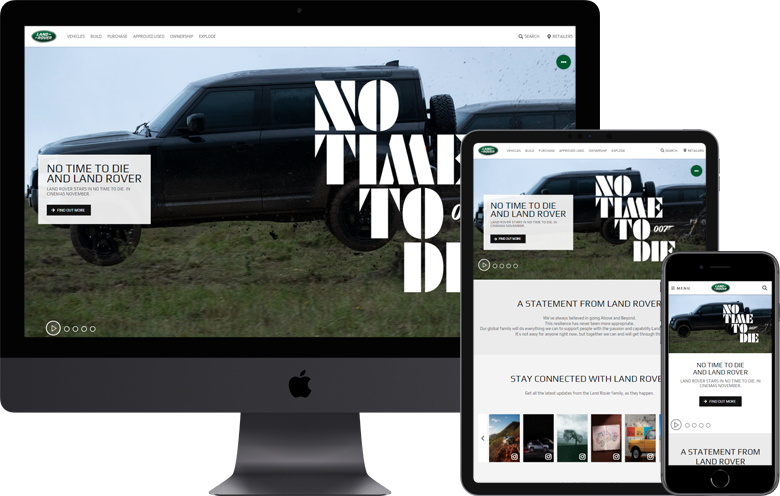 LAND ROVER
VEHICLES BUILD PURCHASE APPROVED USED OWNERSHIP EXPLORE
SEARCH RETAILERS
NO
TIME
TO
DIE
NO TIME TO DIE
AND LAND ROVER
LAND ROVER STARS IN NO TIME TO DIE. IN
CINEMAS NOVEMBER.
FIND OUT MORE
LAND ROVER
VEHICLES BUILD PURCHASE APPROVED USED OWNERSHIP EXPLORE
SEARCH RETAILERS
NO
TIME
TO 007
DIE
NO TIME TO DIE
AND LAND ROVER
LAND ROVER STARS IN NO TIME TO DIE. IN
CINEMAS NOVEMBER.
FIND OUT MORE
A STATEMENT FROM LAND ROVER
We've always believed in going Above and Beyond.
This resilience has never been more appropriate.
Our global family will do everything we can to support people with the passion and capability Land
It's not easy for anyone right now, but together we can and will get through
STAY CONNECTED WITH LAND ROVE
Get all the latest updates from the Land Rover family, as they happen.
MENU
LAND ROVER
NO
TIME
TO 007
DIE
NO TIME TO DIE
AND LAND ROVER
LAND ROVER STARS IN NO TIME TO DIE. IN
CINEMAS NOVEMBER.
FIND OUT MORE
A STATEMENT FROM
LAND ROVER